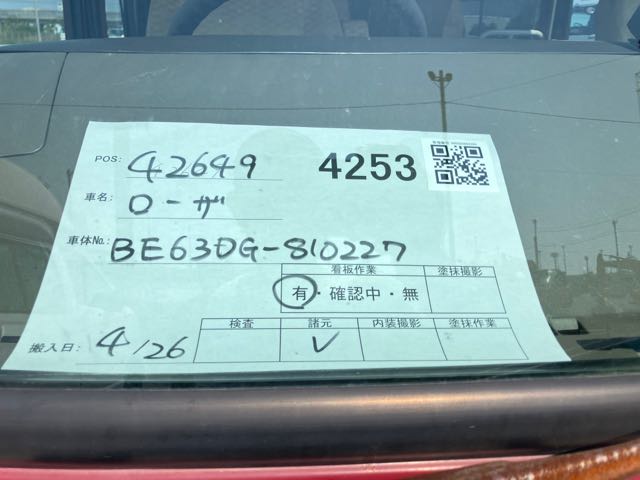 POS: 42649 4253
車名: ローザ
車体No.: BE63DG-810227
看板作業 塗抹撮影
有・確認中・無
検査 諸元 内装撮影 塗抹作業
搬入日: 4/26 V